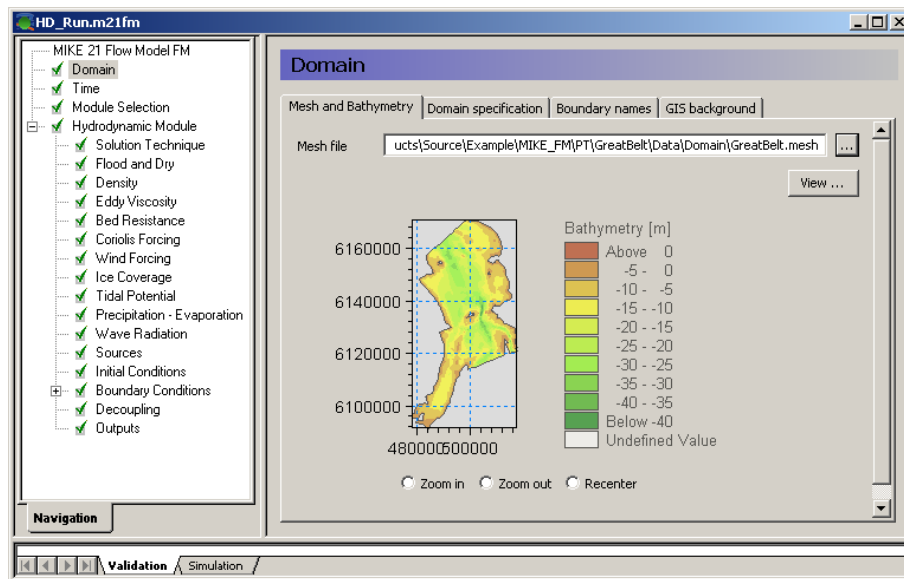 HD_Run.m21fm
MIKE 21 Flow Model FM
Domain
Time
Module Selection
Hydrodynamic Module
Solution Technique
Flood and Dry
Density
Eddy Viscosity
Bed Resistance
Coriolis Forcing
Wind Forcing
Ice Coverage
Tidal Potential
Precipitation - Evaporation
Wave Radiation
Sources
Initial Conditions
Boundary Conditions
Decoupling
Outputs
Navigation
Domain
Mesh and Bathymetry Domain specification Boundary names GIS background
Mesh file ucts\Source\Example\MIKE_FM\PT\GreatBelt\Data\Domain\GreatBelt.mesh ...
View ...
6160000
6140000
6120000
6100000
480000 500000
Bathymetry [m]
Above 0
-5 - 0
-10 - -5
-15 - -10
-20 - -15
-25 - -20
-30 - -25
-35 - -30
-40 - -35
Below -40
Undefined Value
Zoom in Zoom out Recenter
Validation Simulation